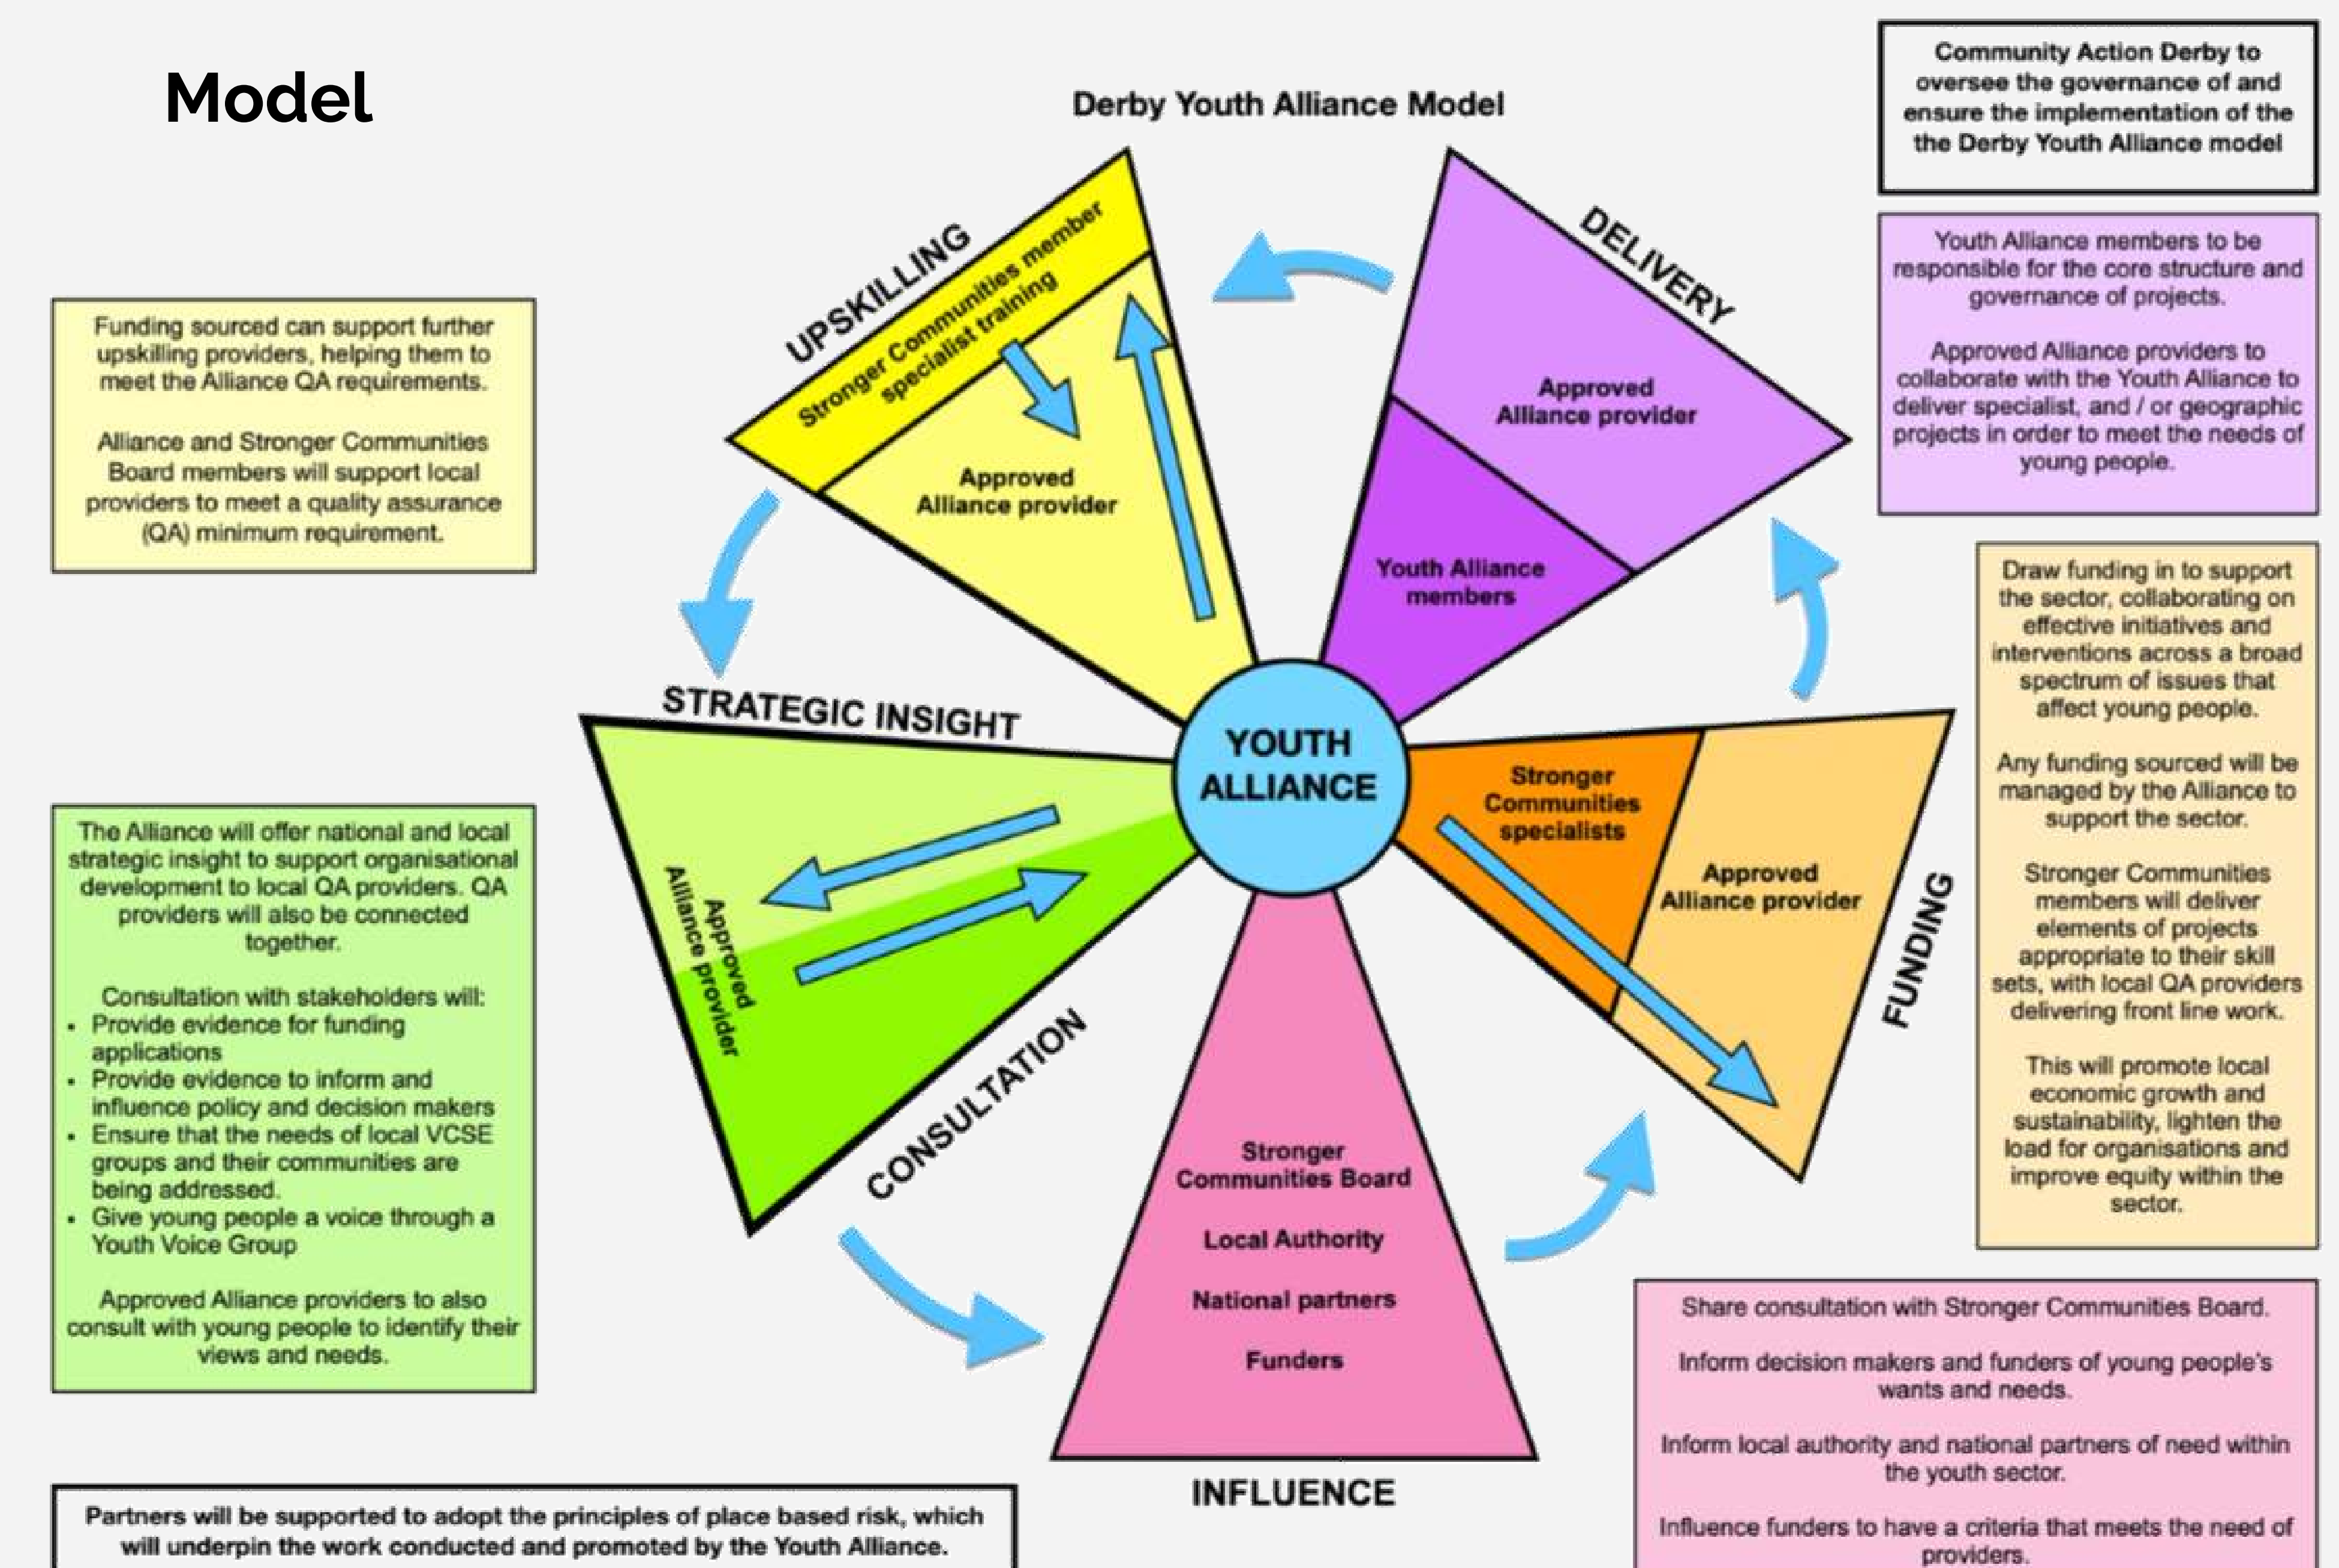 Model
Derby Youth Alliance Model
Community Action Derby to
oversee the governance of and
ensure the implementation of the
the Derby Youth Alliance model
UPSKILLING
Stronger Communities member
specialist training
Approved
Alliance provider
DELIVERY
Approved
Alliance provider
Youth Alliance
members
Youth Alliance members to be
responsible for the core structure and
governance of projects.
Approved Alliance providers to
collaborate with the Youth Alliance to
deliver specialist, and / or geographic
projects in order to meet the needs of
young people.
Funding sourced can support further
upskilling providers, helping them to
meet the Alliance QA requirements.
Alliance and Stronger Communities
Board members will support local
providers to meet a quality assurance
(QA) minimum requirement.
STRATEGIC INSIGHT
Approved
Alliance provider
CONSULTATION
YOUTH
ALLIANCE
Stronger
Communities
specialists
Approved
Alliance provider
FUNDING
Draw funding in to support
the sector, collaborating on
effective initiatives and
interventions across a broad
spectrum of issues that
affect young people.
Any funding sourced will be
managed by the Alliance to
support the sector.
Stronger Communities
members will deliver
elements of projects
appropriate to their skill
sets, with local QA providers
delivering front line work.
This will promote local
economic growth and
sustainability, lighten the
load for organisations and
improve equity within the
sector.
The Alliance will offer national and local
strategic insight to support organisational
development to local QA providers. QA
providers will also be connected
together.
Consultation with stakeholders will:
• Provide evidence for funding
applications
• Provide evidence to inform and
influence policy and decision makers
• Ensure that the needs of local VCSE
groups and their communities are
being addressed.
• Give young people a voice through a
Youth Voice Group
Approved Alliance providers to also
consult with young people to identify their
views and needs.
Stronger
Communities Board
Local Authority
National partners
Funders
INFLUENCE
Share consultation with Stronger Communities Board.
Inform decision makers and funders of young people's
wants and needs.
Inform local authority and national partners of need within
the youth sector.
Influence funders to have a criteria that meets the need of
providers.
Partners will be supported to adopt the principles of place based risk, which
will underpin the work conducted and promoted by the Youth Alliance.